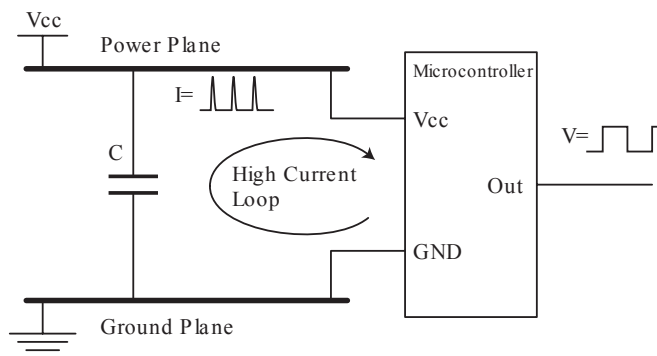 Vcc
Power Plane
I=
Microcontroller
Vcc
V=
C
High Current
Loop
Out
GND
Ground Plane